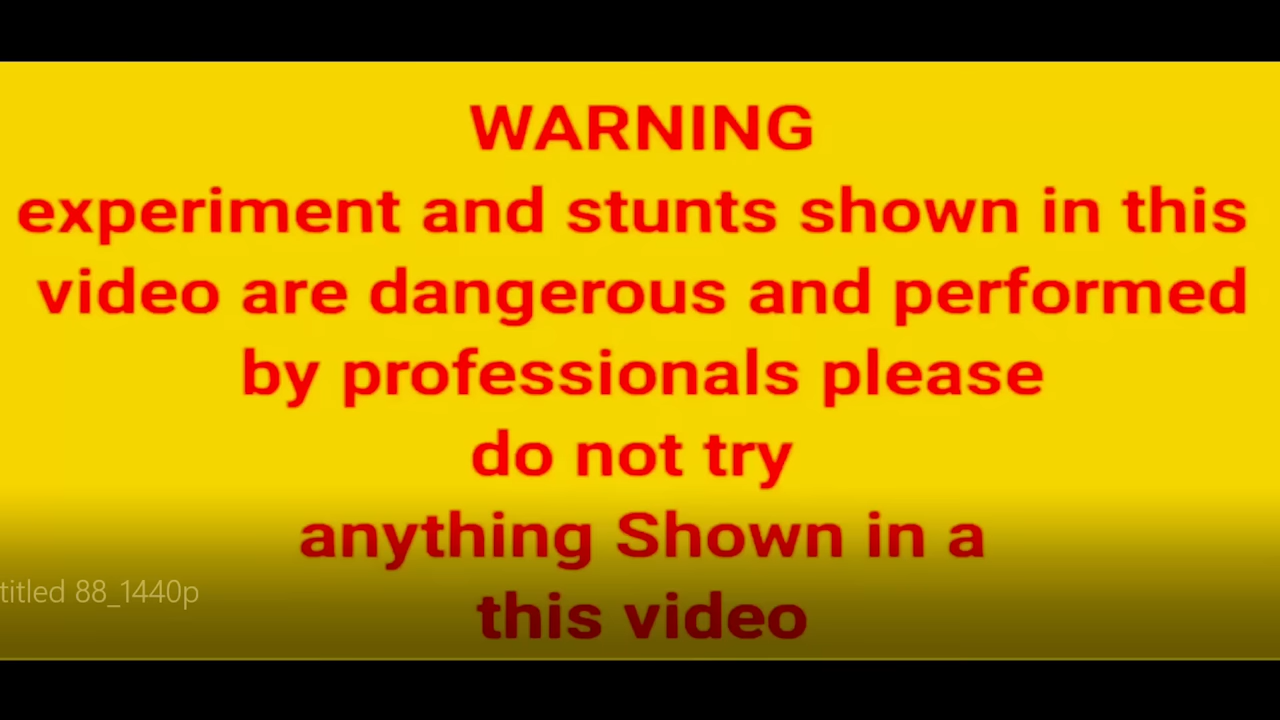 WARNING
experiment and stunts shown in this
video are dangerous and performed
by professionals please
do not try
anything Shown in a
titled 88_1440p
this video